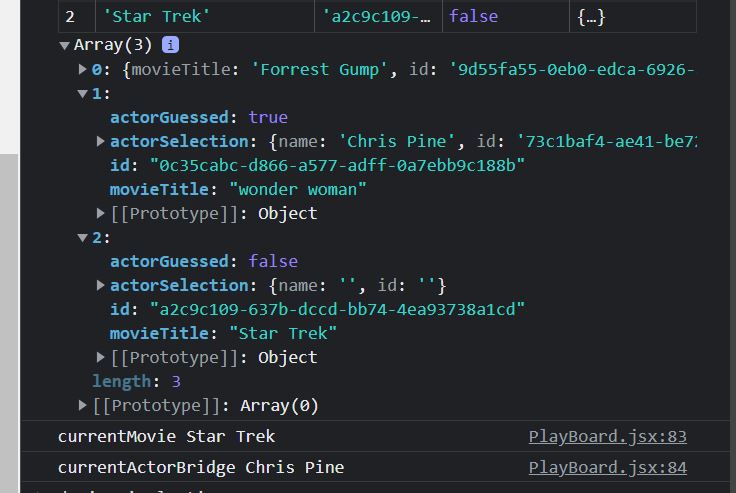 2 'Star Trek' 'a2c9c109-… false {…}
▼Array(3) i
▶0: {movieTitle: 'Forrest Gump', id: '9d55fa55-0eb0-edca-6926-
▼1:
actorGuessed: true
▶actorSelection: {name: 'Chris Pine', id: '73c1baf4-ae41-be72
id: "0c35cabc-d866-a577-adff-0a7ebb9c188b"
movieTitle: "wonder woman"
▶[[Prototype]]: Object
▼2:
actorGuessed: false
▶actorSelection: {name: '', id: ''}
id: "a2c9c109-637b-dccd-bb74-4ea93738a1cd"
movieTitle: "Star Trek"
▶[[Prototype]]: Object
length: 3
▶[[Prototype]]: Array(0)
currentMovie Star Trek PlayBoard.jsx:83
currentActorBridge Chris Pine PlayBoard.jsx:84